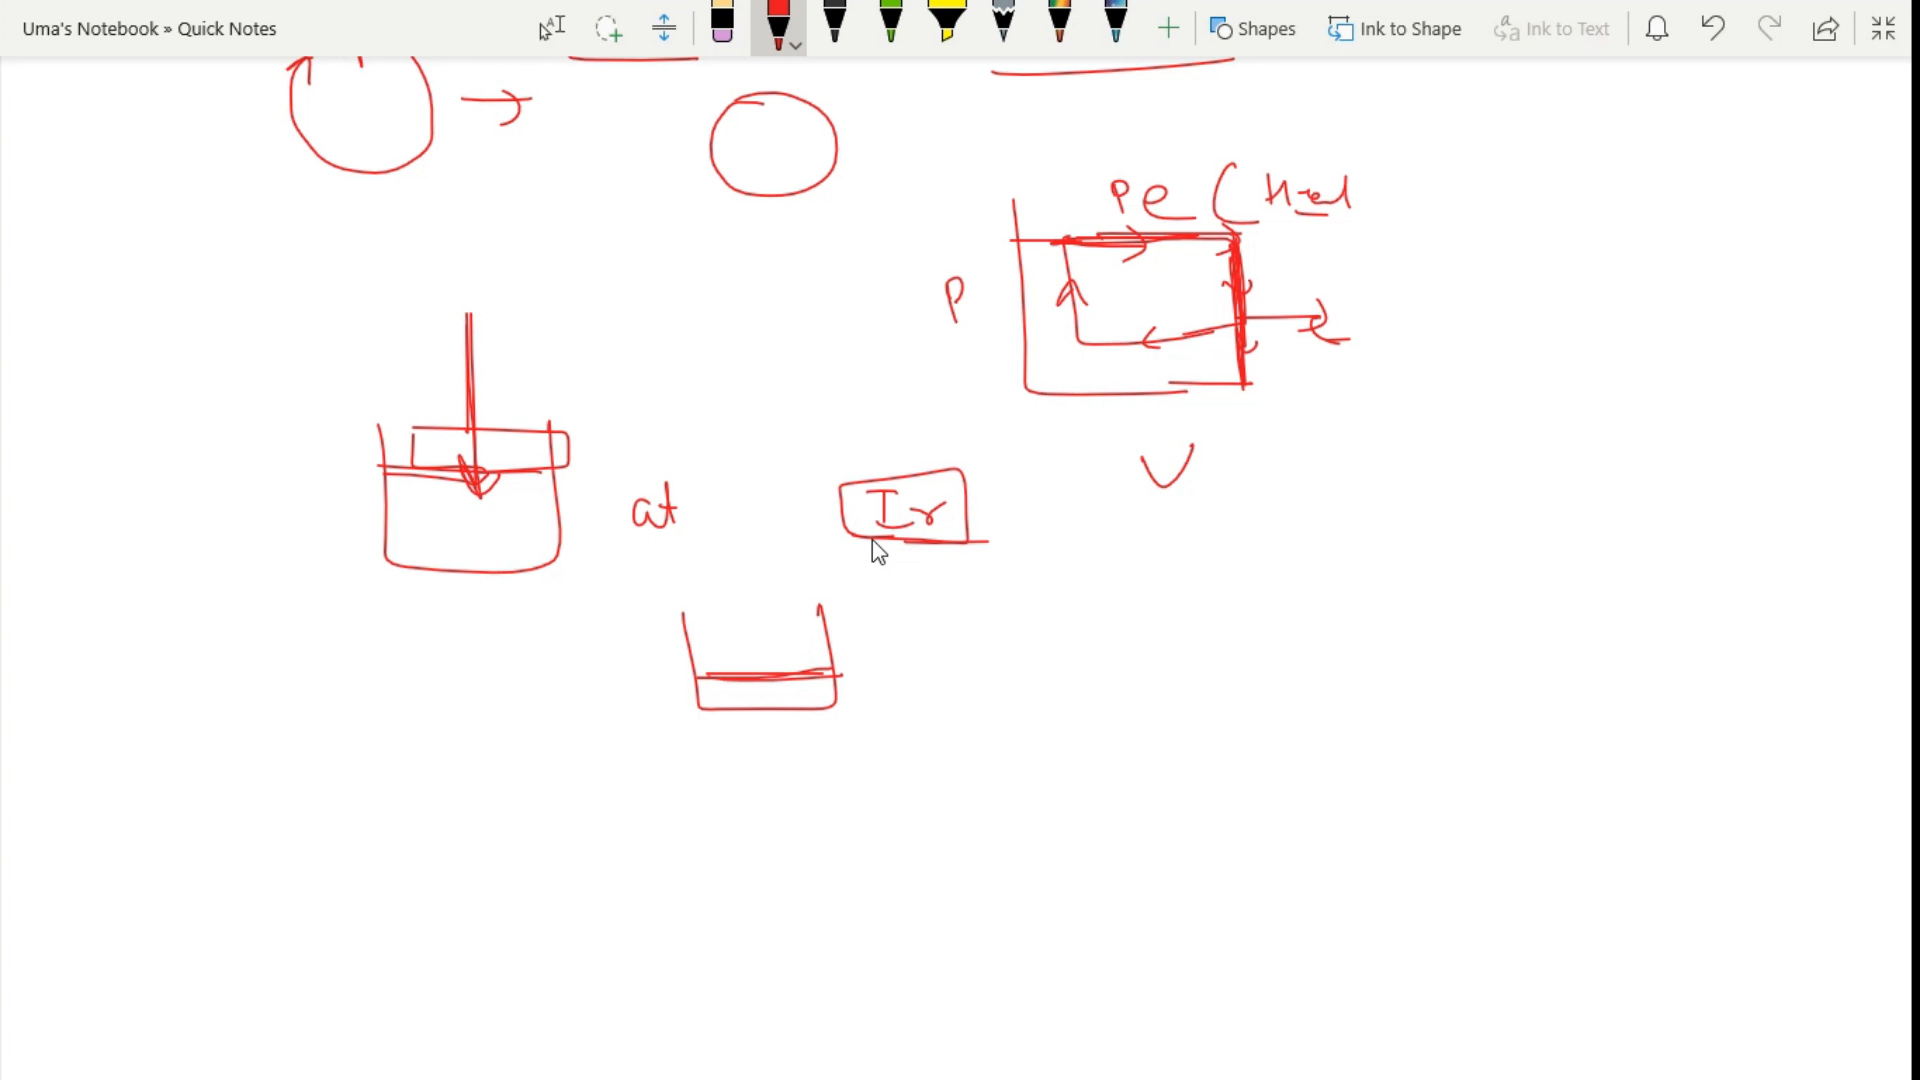 Uma's Notebook » Quick Notes
Shapes
Ink to Shape
Ink to Text
Pe (
P
at
Ir
V